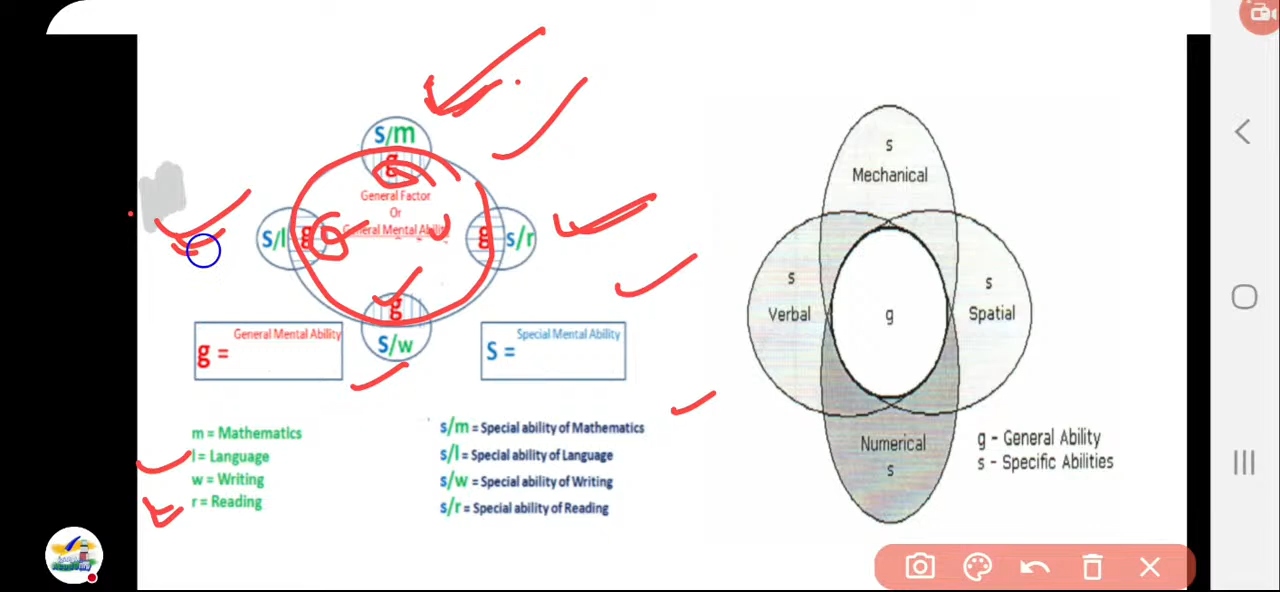 s/m
g
General Factor
Or
General Mental Ability
s/l g
g s/r
g
s/w
General Mental Ability
g =
Special Mental Ability
S =
m = Mathematics
l = Language
w = Writing
r = Reading
s/m = Special ability of Mathematics
s/l = Special ability of Language
s/w = Special ability of Writing
s/r = Special ability of Reading
s
Mechanical
s
Verbal
g
s
Spatial
Numerical
s
g - General Ability
s - Specific Abilities